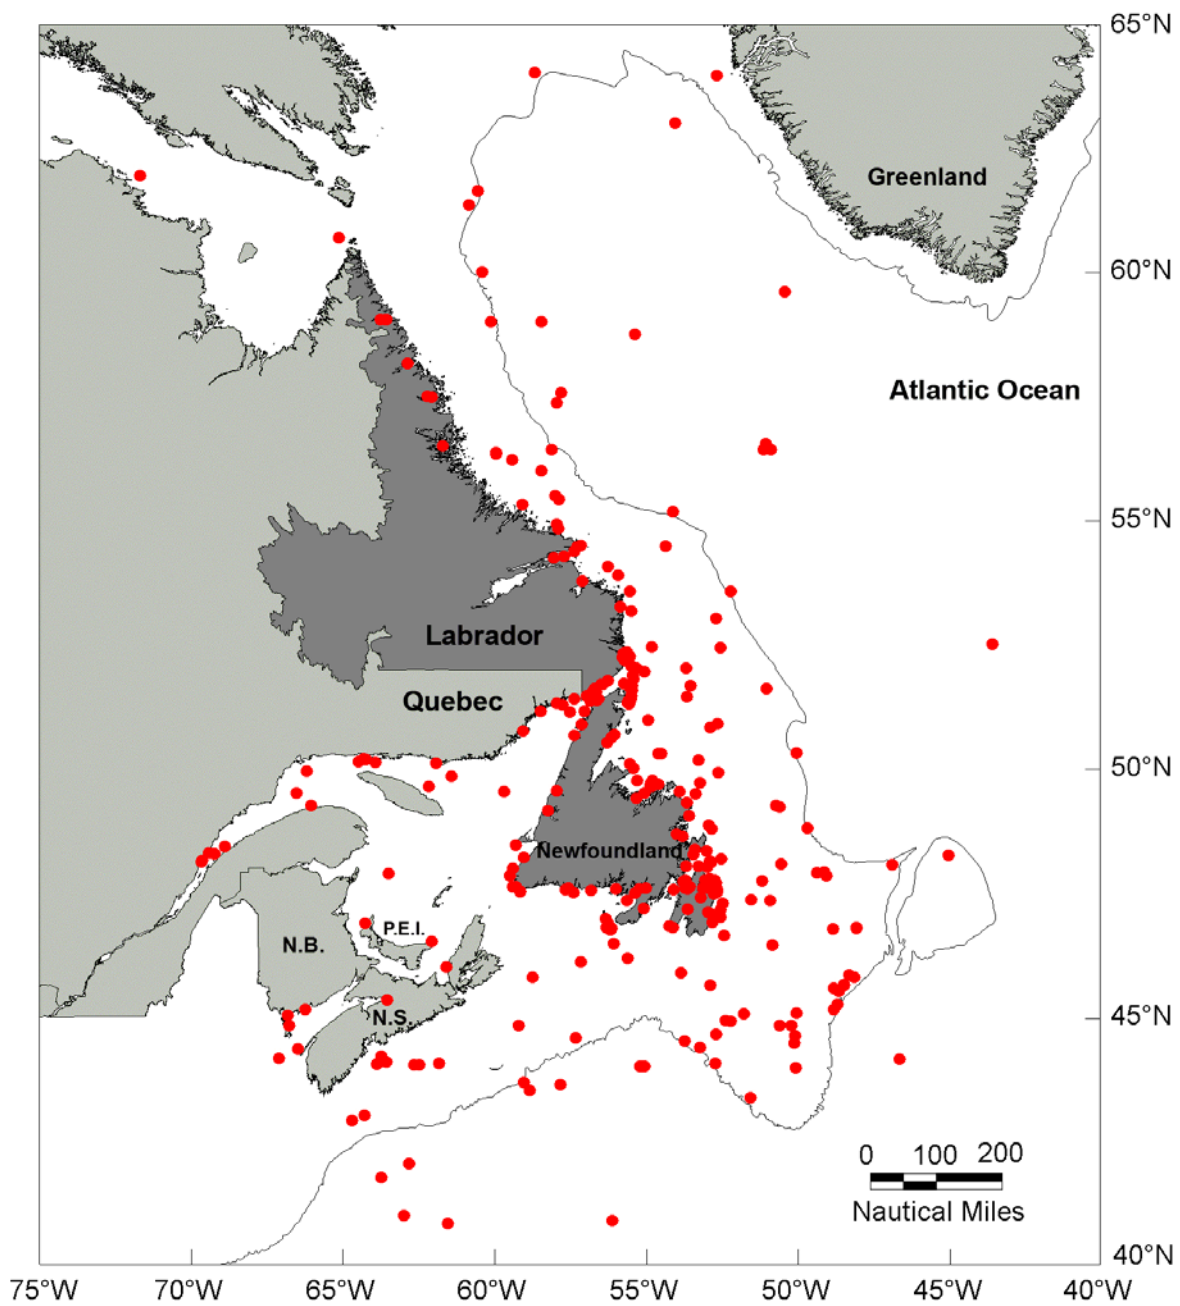 65°N
Greenland
60°N
Atlantic Ocean
55°N
Labrador
Quebec
50°N
Newfoundland
P.E.I.
N.B.
N.S.
45°N
0 100 200
Nautical Miles
40°N
75°W 70°W 65°W 60°W 55°W 50°W 45°W 40°W